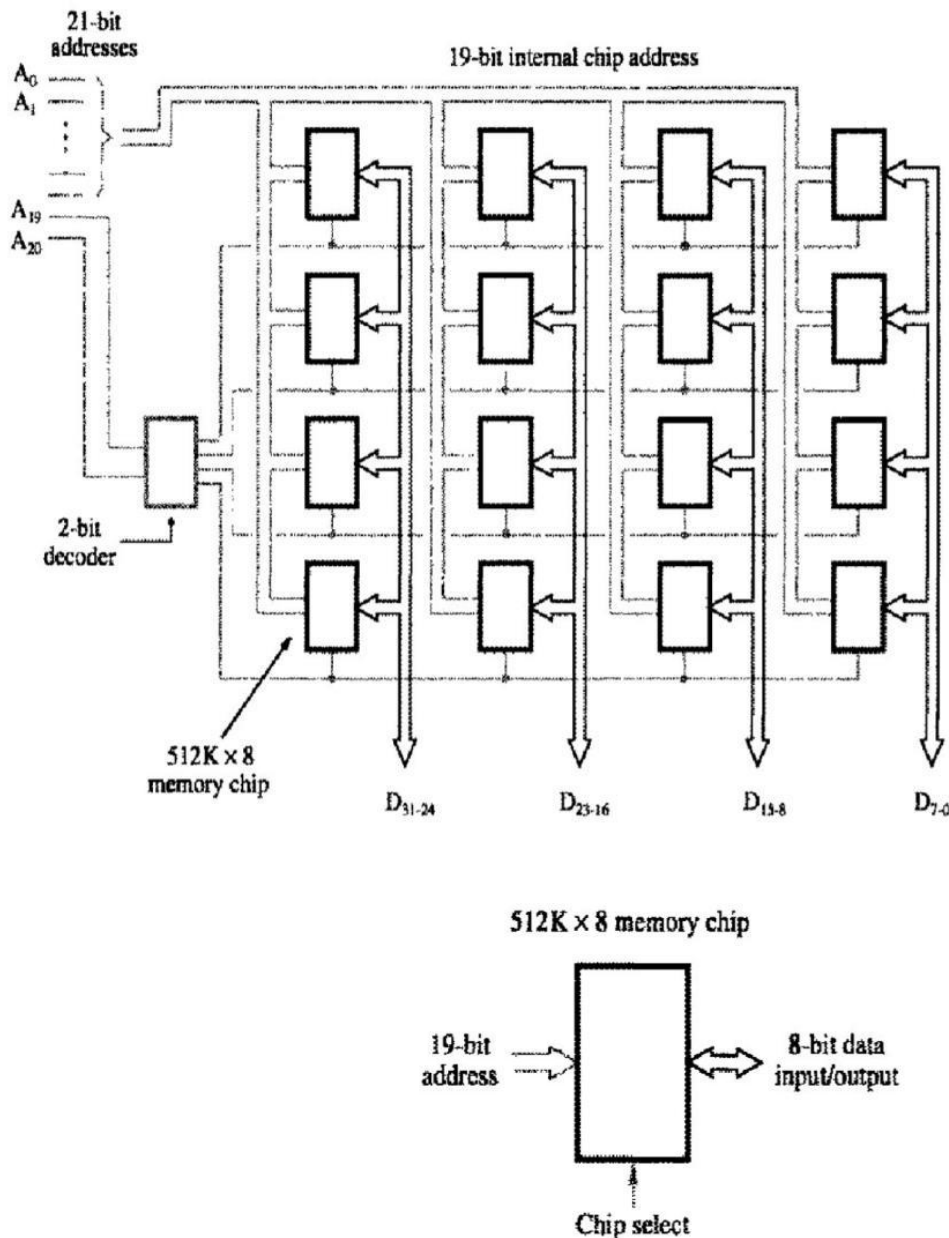 21-bit
addresses
A₀
A₁
19-bit internal chip address
A₁₉
A₂₀
2-bit
decoder
512K × 8
memory chip
D₃₁₋₂₄
D₂₃₋₁₆
D₁₅₋₈
D₇₋₀
512K × 8 memory chip
19-bit
address
8-bit data
input/output
Chip select